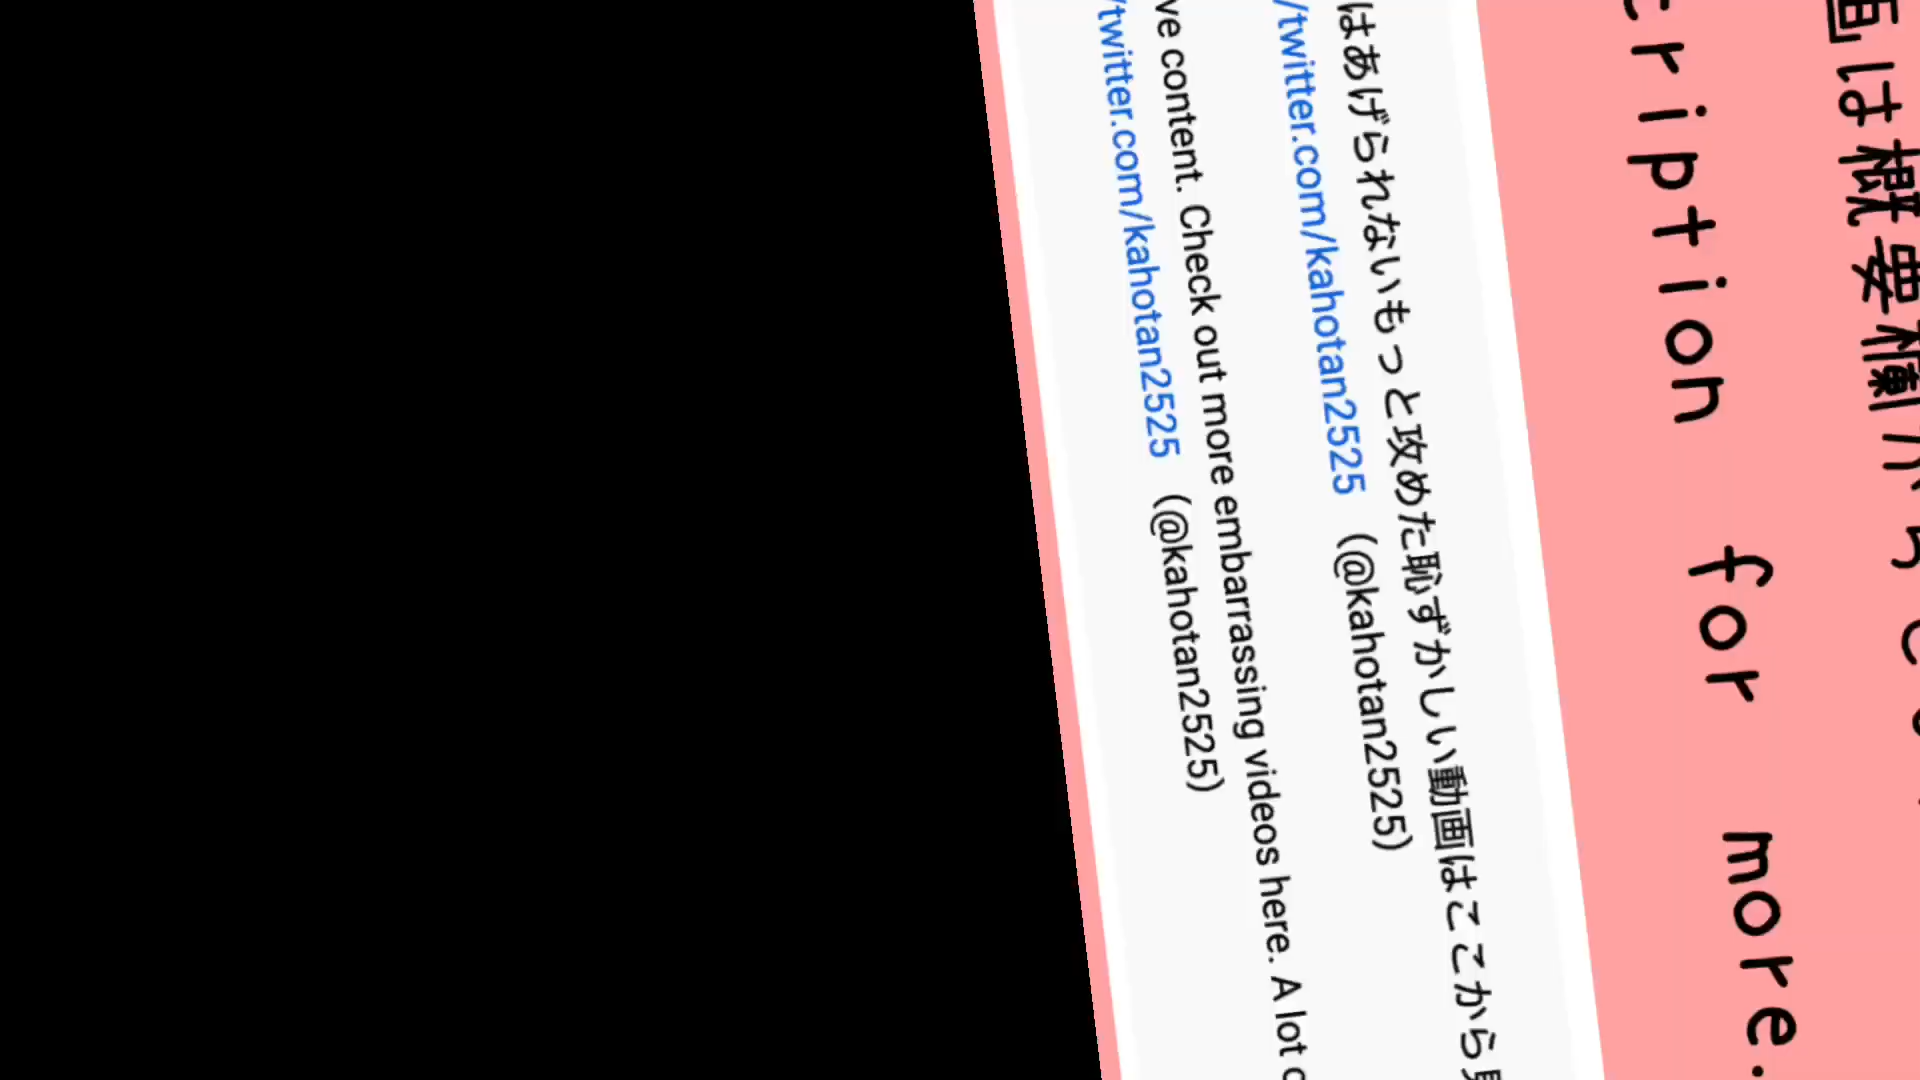 画は概要欄から
cription for more.
はあげられないもっと攻めた恥ずかしい動画はここから
/twitter.com/kahotan2525 (@kahotan2525)
ve content. Check out more embarrassing videos here. A lot
/twitter.com/kahotan2525 (@kahotan2525)